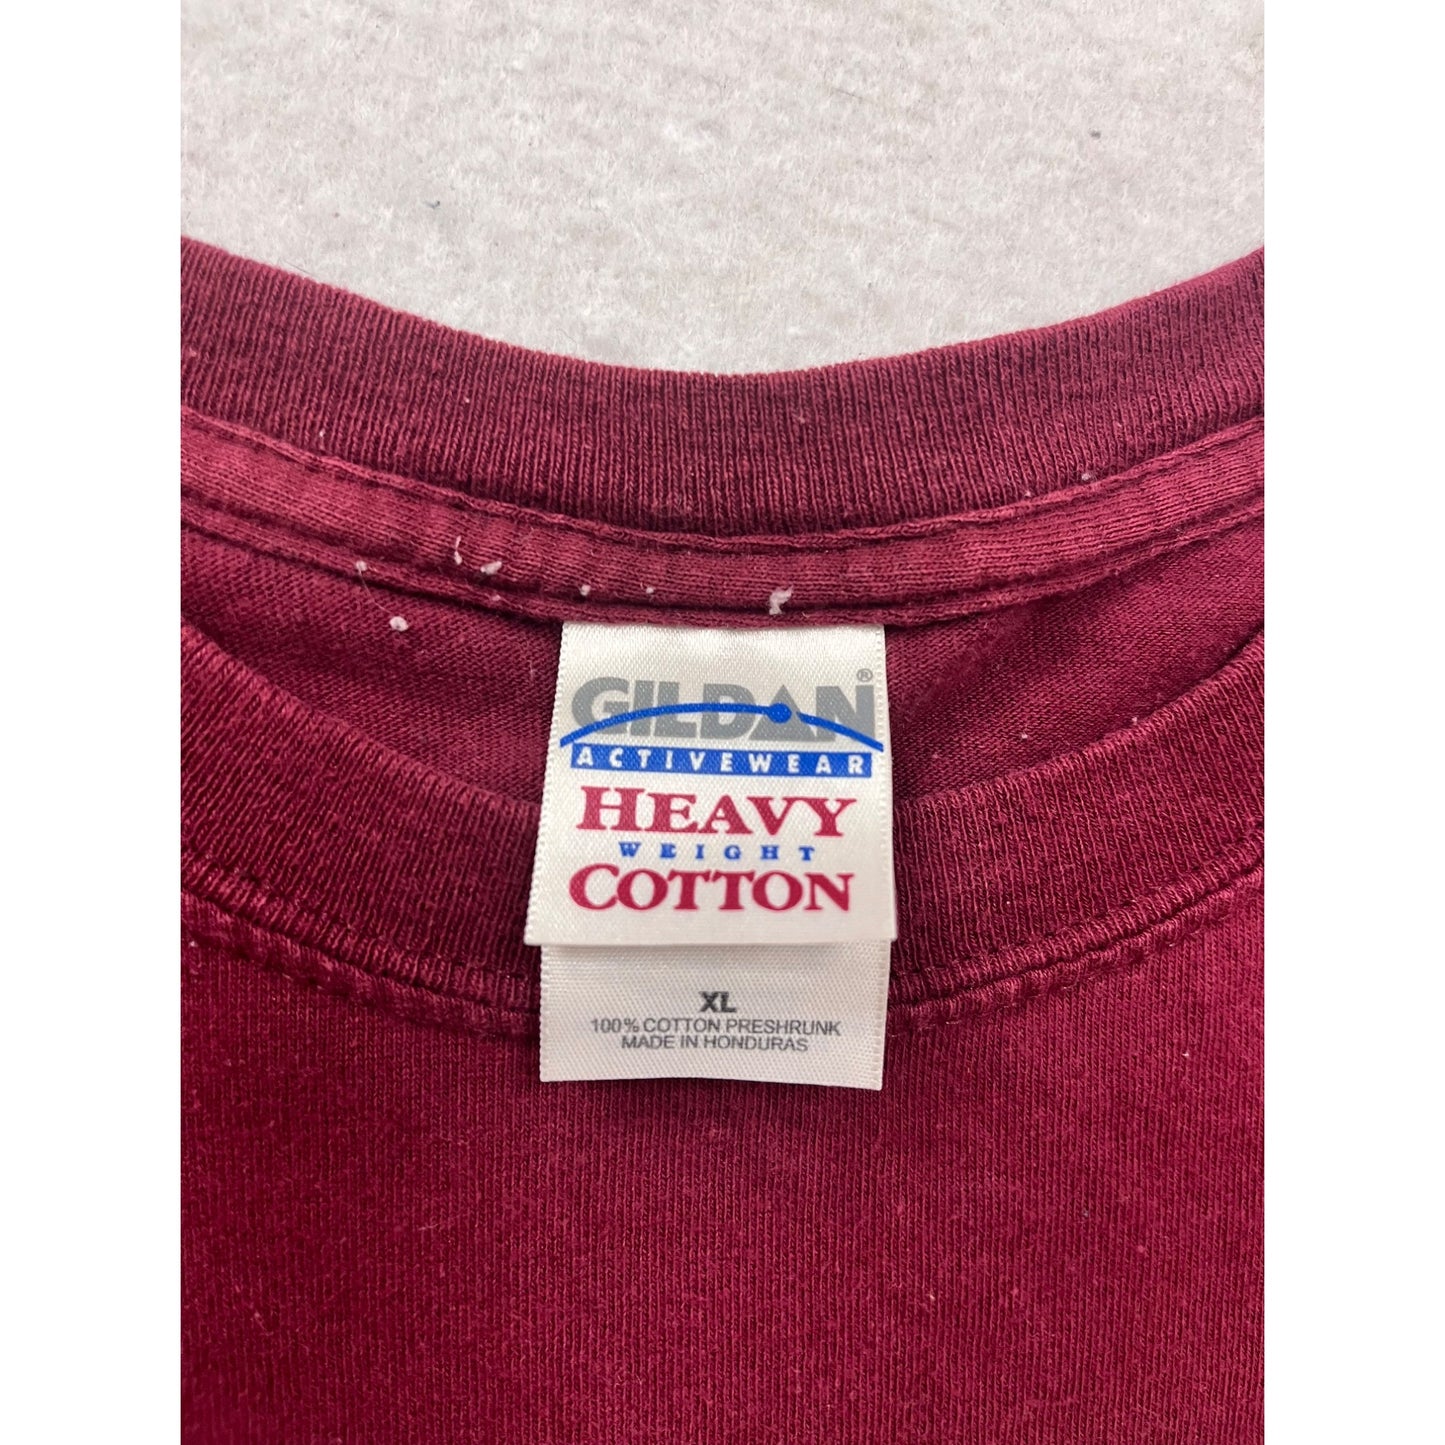 GILDAN®
ACTIVEWEAR
HEAVY
WEIGHT
COTTON
XL
100% COTTON PRESHRUNK
MADE IN HONDURAS